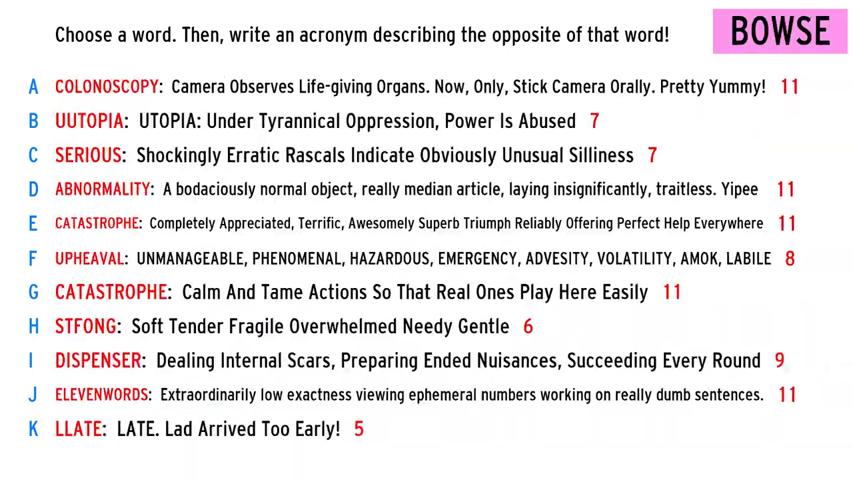 Choose a word. Then, write an acronym describing the opposite of that word!
BOWSE
A COLONOSCOPY: Camera Observes Life-giving Organs. Now, Only, Stick Camera Orally. Pretty Yummy! 11
B UUTOPIA: UTOPIA: Under Tyrannical Oppression, Power Is Abused 7
C SERIOUS: Shockingly Erratic Rascals Indicate Obviously Unusual Silliness 7
D ABNORMALITY: A bodaciously normal object, really median article, laying insignificantly, traitless. Yipee 11
E CATASTROPHE: Completely Appreciated, Terrific, Awesomely Superb Triumph Reliably Offering Perfect Help Everywhere 11
F UPHEAVAL: UNMANAGEABLE, PHENOMENAL, HAZARDOUS, EMERGENCY, ADVESITY, VOLATILITY, AMOK, LABILE 8
G CATASTROPHE: Calm And Tame Actions So That Real Ones Play Here Easily 11
H STFONG: Soft Tender Fragile Overwhelmed Needy Gentle 6
I DISPENSER: Dealing Internal Scars, Preparing Ended Nuisances, Succeeding Every Round 9
J ELEVENWORDS: Extraordinarily low exactness viewing ephemeral numbers working on really dumb sentences. 11
K LLATE: LATE. Lad Arrived Too Early! 5